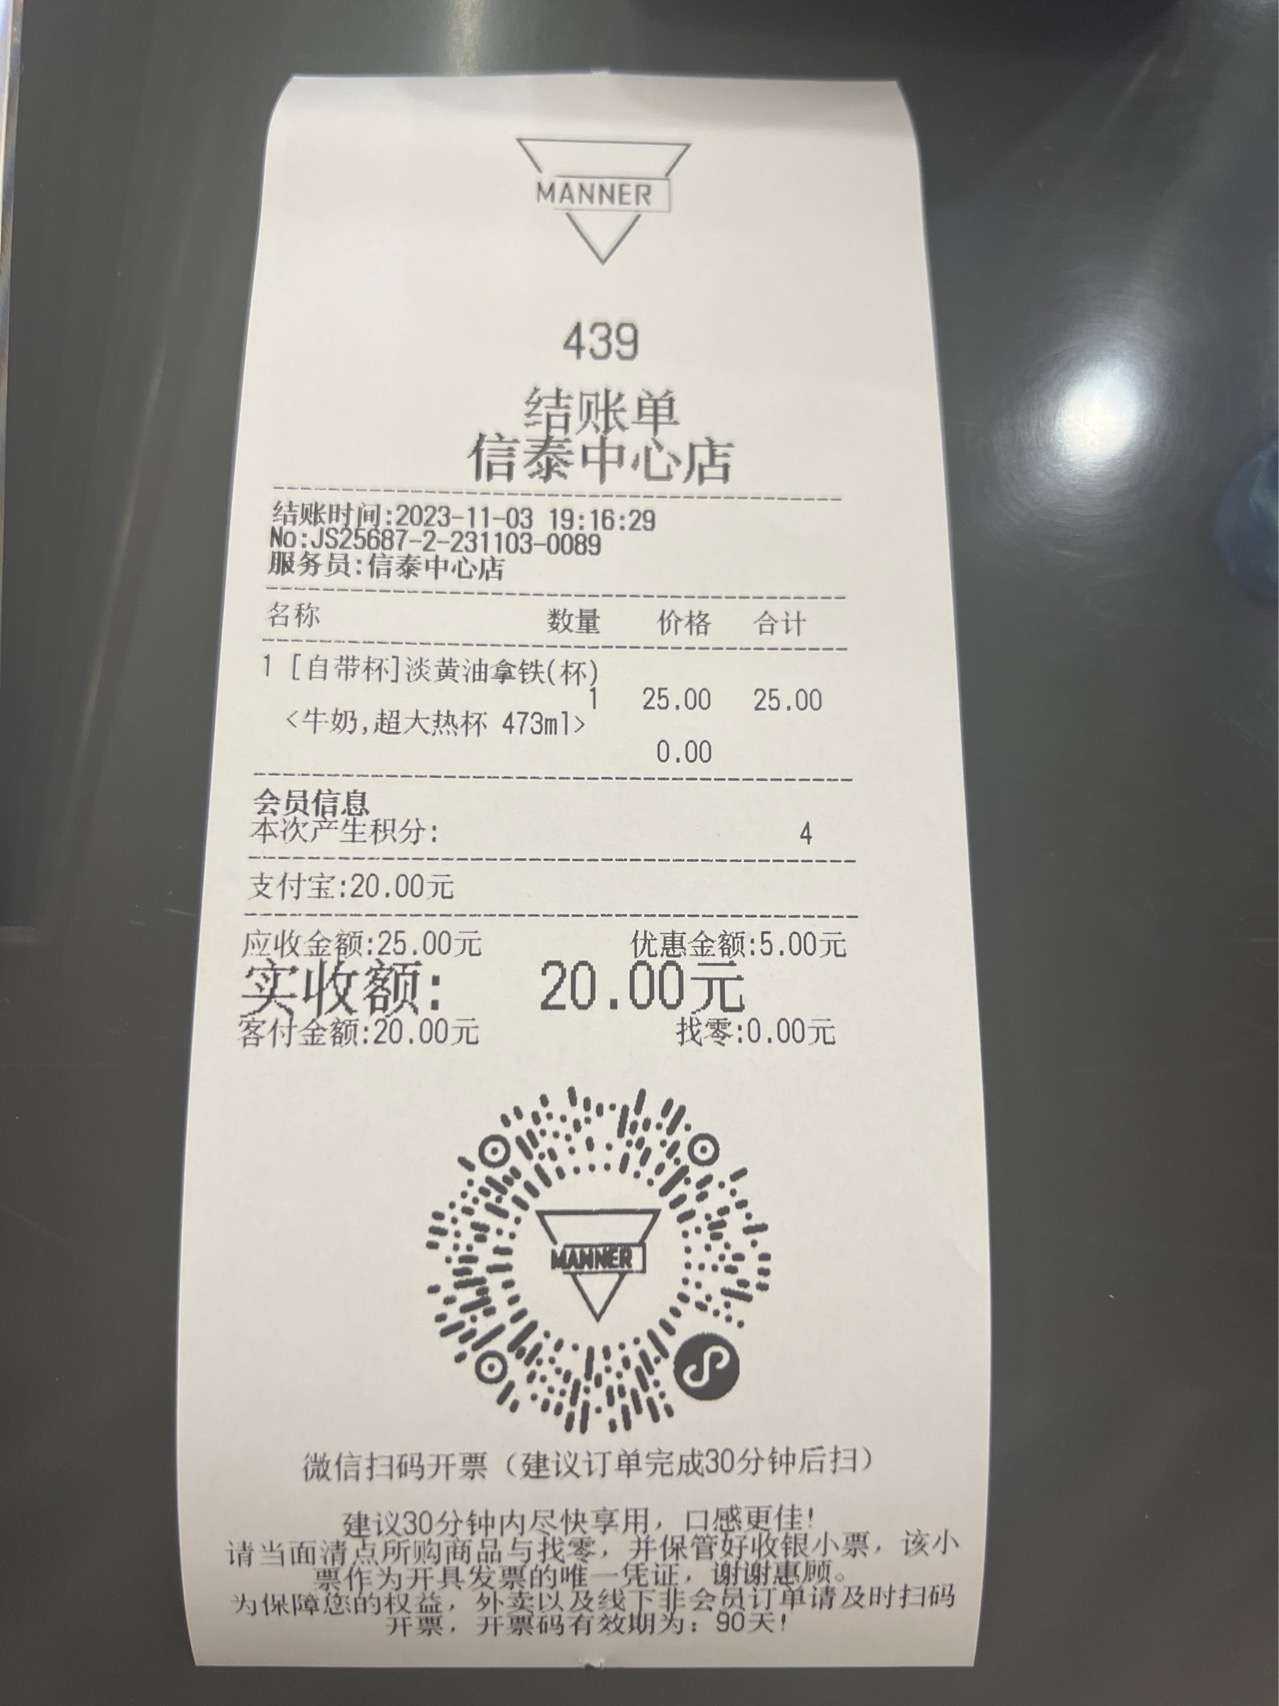 MANNER
439
结账单
信泰中心店
结账时间:2023-11-03 19:16:29
No:JS25687-2-231103-0089
服务员:信泰中心店
名称 数量 价格 合计
1 [自带杯]淡黄油拿铁(杯)
1 25.00 25.00
<牛奶,超大热杯 473ml>
0.00
会员信息
本次产生积分: 4
支付宝:20.00元
应收金额:25.00元 优惠金额:5.00元
实收额: 20.00元
客付金额:20.00元 找零:0.00元
MANNER
微信扫码开票（建议订单完成30分钟后扫）
建议30分钟内尽快享用，口感更佳!
请当面清点所购商品与找零，并保管好收银小票，该小
票作为开具发票的唯一凭证，谢谢惠顾。
为保障您的权益，外卖以及线下非会员订单请及时扫码
开票，开票码有效期为：90天!